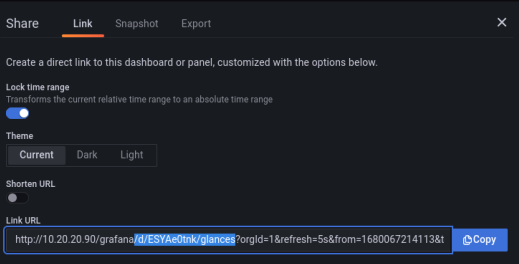 Share Link Snapshot Export
Create a direct link to this dashboard or panel, customized with the options below.
Lock time range
Transforms the current relative time range to an absolute time range
Theme
Current Dark Light
Shorten URL
Link URL
http://10.20.20.90/grafana/d/ESYAe0tnk/glances?orgId=1&refresh=5s&from=1680067214113&t Copy